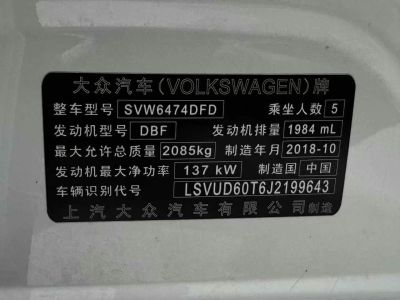 大众汽车(VOLKSWAGEN)牌
整车型号 SVW6474DFD 乘坐人数 5
发动机型号 DBF 发动机排量 1984 mL
最大允许总质量 2085kg 制造年月 2018-10
发动机最大净功率 137 kW 制造国 中国
车辆识别代号 LSVUD60T6J2199643
上汽大众汽车有限公司制造